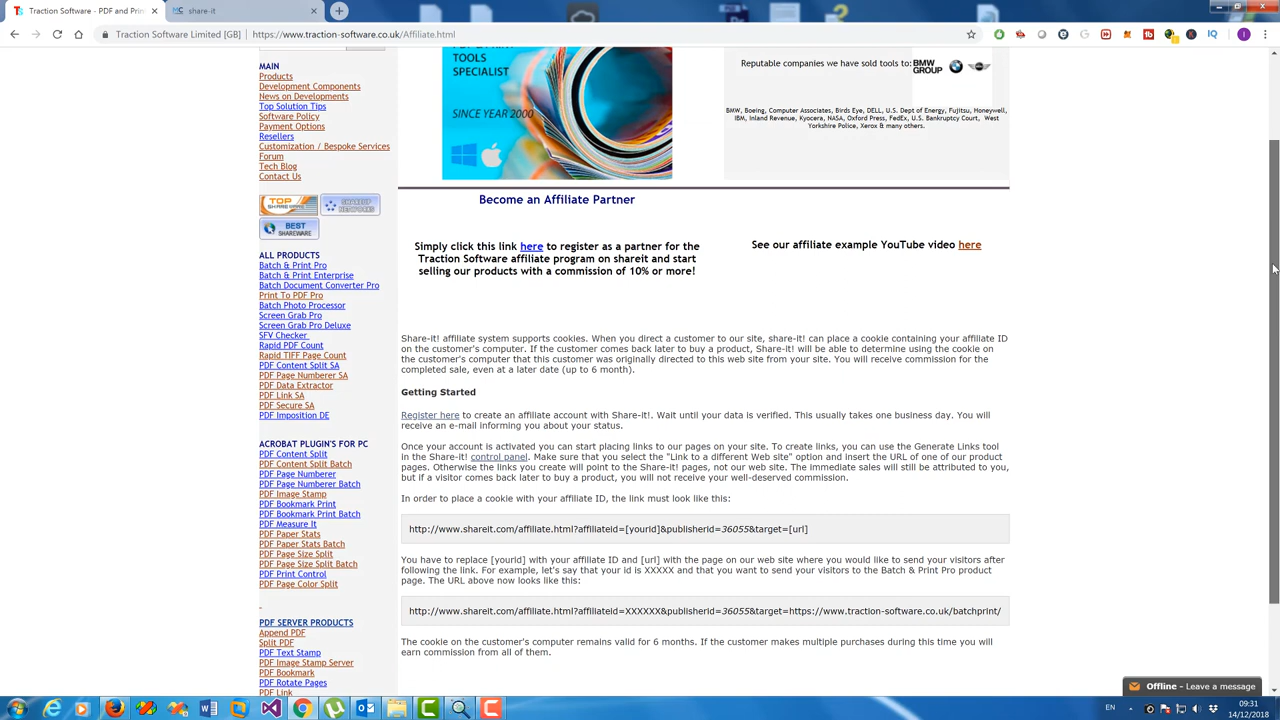 Traction Software - PDF and Prin
share-it
Traction Software Limited [GB]
https://www.traction-software.co.uk/Affiliate.html
MAIN
Products
Development Components
News on Developments
Top Solution Tips
Software Policy
Payment Options
Resellers
Customization / Bespoke Services
Forum
Tech Blog
Contact Us
TOP
SHAREWARE
SHAREUP
NETWORKS
BEST
SHAREWARE
ALL PRODUCTS
Batch & Print Pro
Batch & Print Enterprise
Batch Document Converter Pro
Print To PDF Pro
Batch Photo Processor
Screen Grab Pro
Screen Grab Pro Deluxe
SFV Checker
Rapid PDF Count
Rapid TIFF Page Count
PDF Content Split SA
PDF Page Numberer SA
PDF Data Extractor
PDF Link SA
PDF Secure SA
PDF Imposition DE
ACROBAT PLUGIN'S FOR PC
PDF Content Split
PDF Content Split Batch
PDF Page Numberer
PDF Page Numberer Batch
PDF Image Stamp
PDF Bookmark Print
PDF Bookmark Print Batch
PDF Measure It
PDF Paper Stats
PDF Paper Stats Batch
PDF Page Size Split
PDF Page Size Split Batch
PDF Print Control
PDF Page Color Split
PDF SERVER PRODUCTS
Append PDF
Split PDF
PDF Text Stamp
PDF Image Stamp Server
PDF Bookmark
PDF Rotate Pages
PDF Link
TOOLS
SPECIALIST
SINCE YEAR 2000
Reputable companies we have sold tools to:
BMW
GROUP
BMW, Boeing, Computer Associates, Birds Eye, DELL, U.S. Dept of Energy, Fujitsu, Honeywell,
IBM, Inland Revenue, Kyocera, NASA, Oxford Press, FedEx, U.S. Bankruptcy Court, West
Yorkshire Police, Xerox & many others.
Become an Affiliate Partner
Simply click this link here to register as a partner for the
Traction Software affiliate program on shareit and start
selling our products with a commission of 10% or more!
See our affiliate example YouTube video here
Share-it! affiliate system supports cookies. When you direct a customer to our site, share-it! can place a cookie containing your affiliate ID
on the customer's computer. If the customer comes back later to buy a product, Share-it! will be able to determine using the cookie on
the customer's computer that this customer was originally directed to this web site from your site. You will receive commission for the
completed sale, even at a later date (up to 6 month).
Getting Started
Register here to create an affiliate account with Share-it!. Wait until your data is verified. This usually takes one business day. You will
receive an e-mail informing you about your status.
Once your account is activated you can start placing links to our pages on your site. To create links, you can use the Generate Links tool
in the Share-it! control panel. Make sure that you select the "Link to a different Web site" option and insert the URL of one of our product
pages. Otherwise the links you create will point to the Share-it! pages, not our web site. The immediate sales will still be attributed to you,
but if a visitor comes back later to buy a product, you will not receive your well-deserved commission.
In order to place a cookie with your affiliate ID, the link must look like this:
http://www.shareit.com/affiliate.html?affiliateid=[yourId]&publisherid=36055&target=[url]
You have to replace [yourId] with your affiliate ID and [url] with the page on our web site where you would like to send your visitors after
following the link. For example, let's say that your id is XXXXX and that you want to send your visitors to the Batch & Print Pro product
page. The URL above now looks like this:
http://www.shareit.com/affiliate.html?affiliateid=XXXXXX&publisherid=36055&target=https://www.traction-software.co.uk/batchprint/
The cookie on the customer's computer remains valid for 6 months. If the customer makes multiple purchases during this time you will
earn commission from all of them.
Offline - Leave a message
EN
09:31
14/12/2018